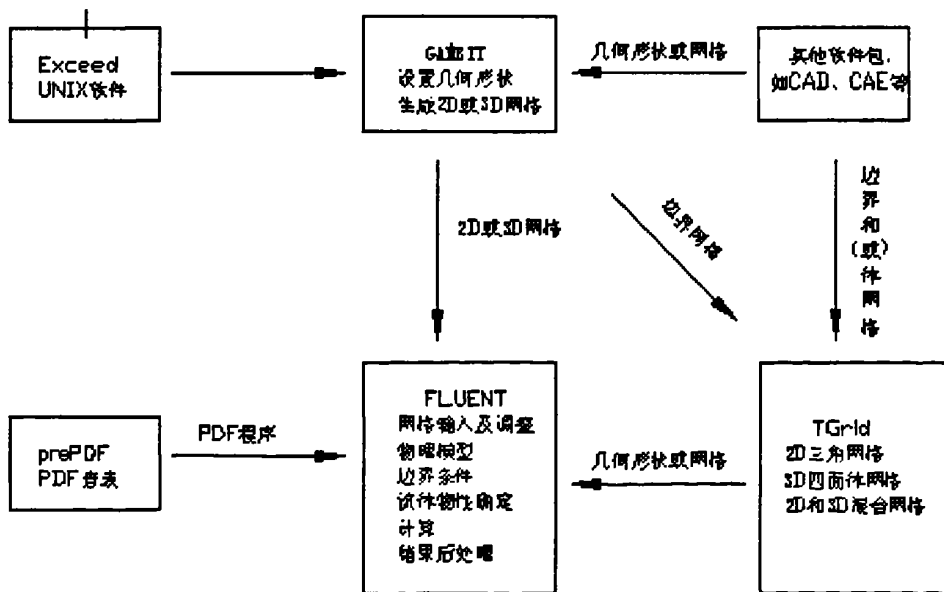 Exceed
UNIX软件
GAMBIT
设置几何形状
生成2D或3D网格
几何形状或网格
其他软件包,
如CAD、CAE等
2D或3D网格
边界网格
边界和(或)体网格
prePDF
PDF查表
PDF程序
FLUENT
网格输入及调整
物理模型
边界条件
流体物性确定
计算
结果后处理
几何形状或网格
TGrid
2D三角网格
3D四面体网格
2D和3D混合网格